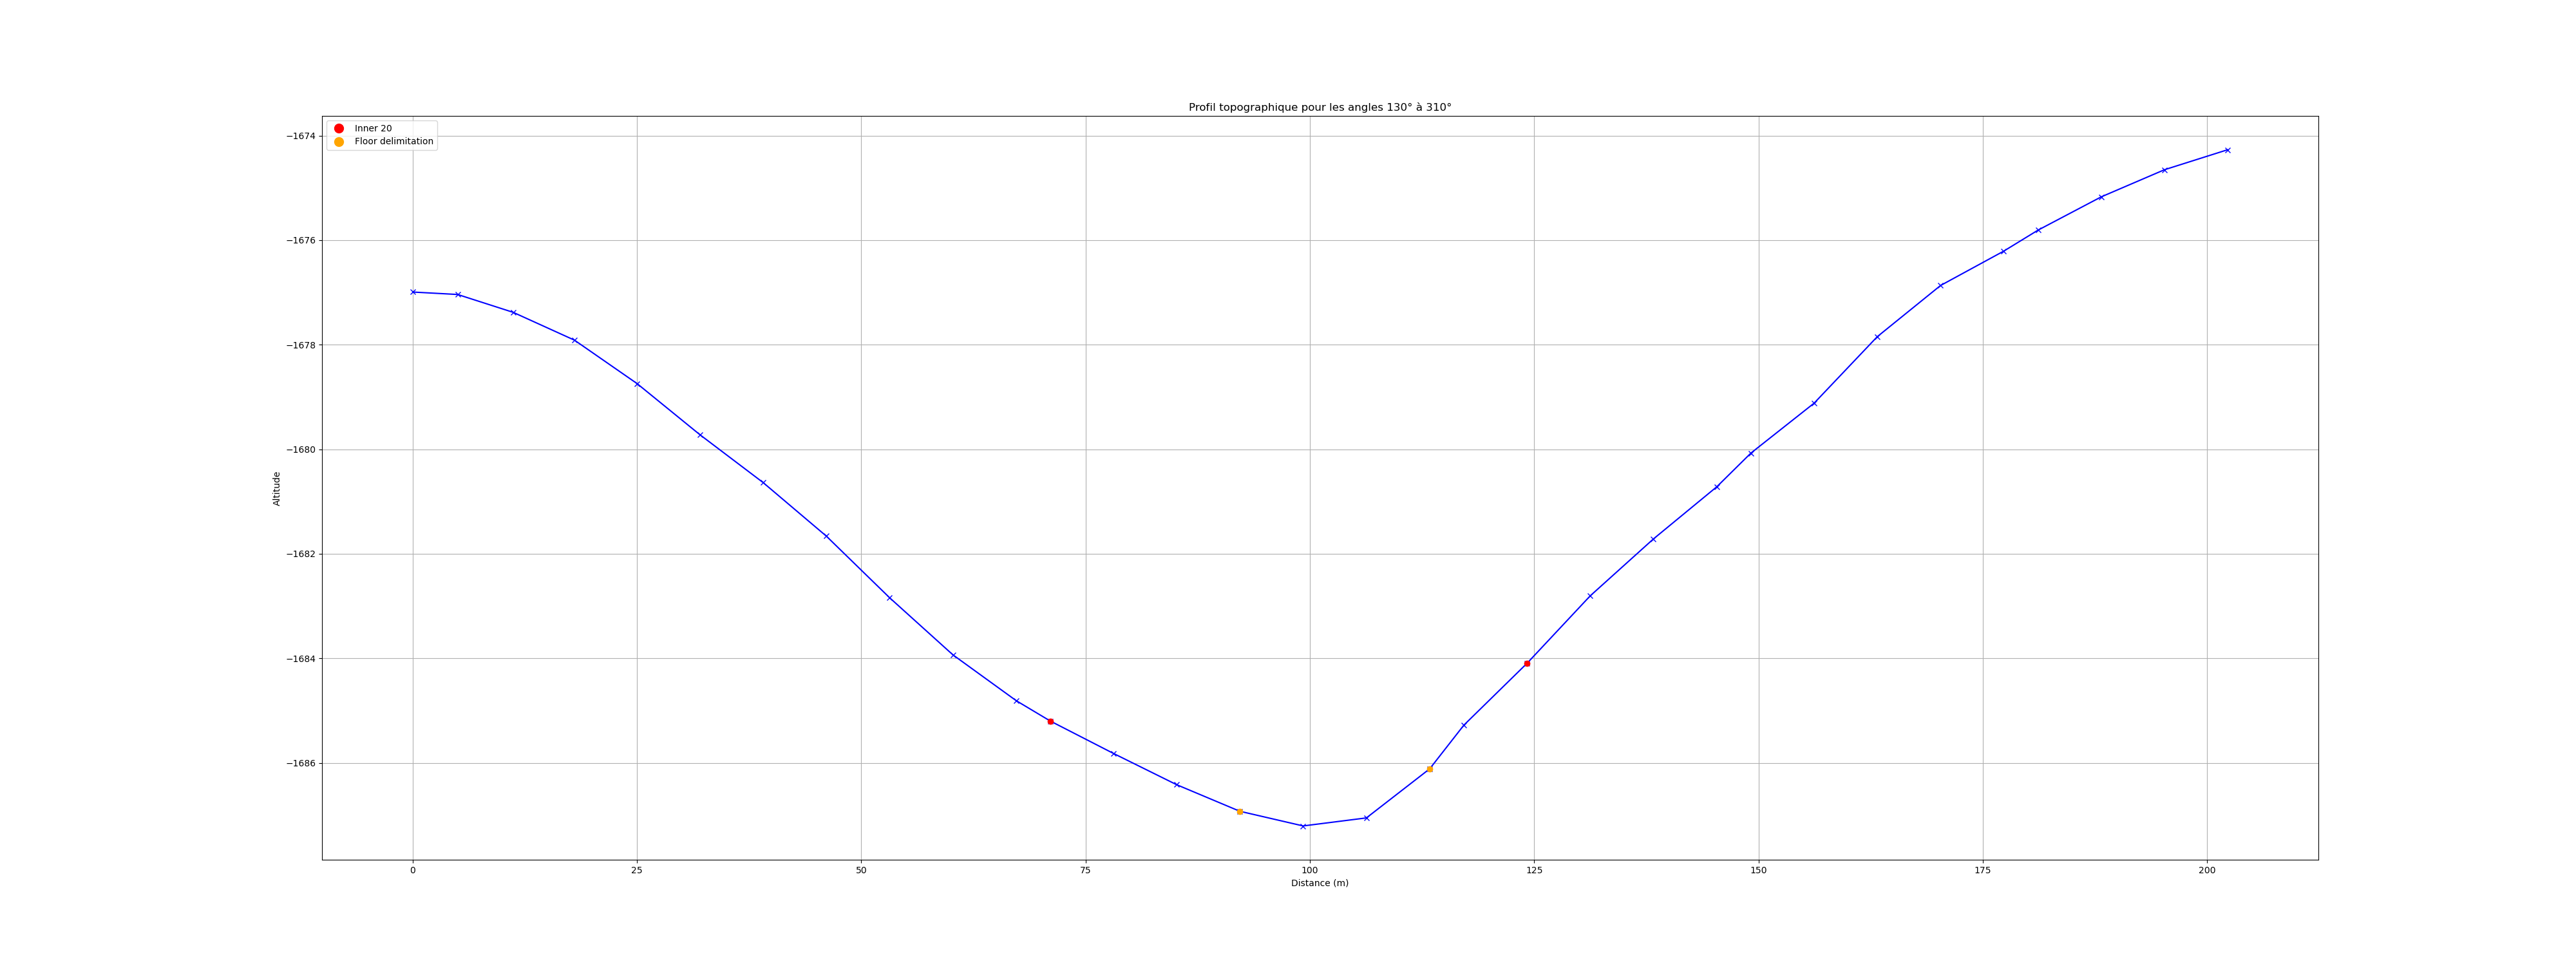 Profil topographique pour les angles 130° à 310°
Inner 20
Floor delimitation
−1674
−1676
−1678
−1680
−1682
−1684
−1686
Altitude
0 25 50 75 100 125 150 175 200
Distance (m)